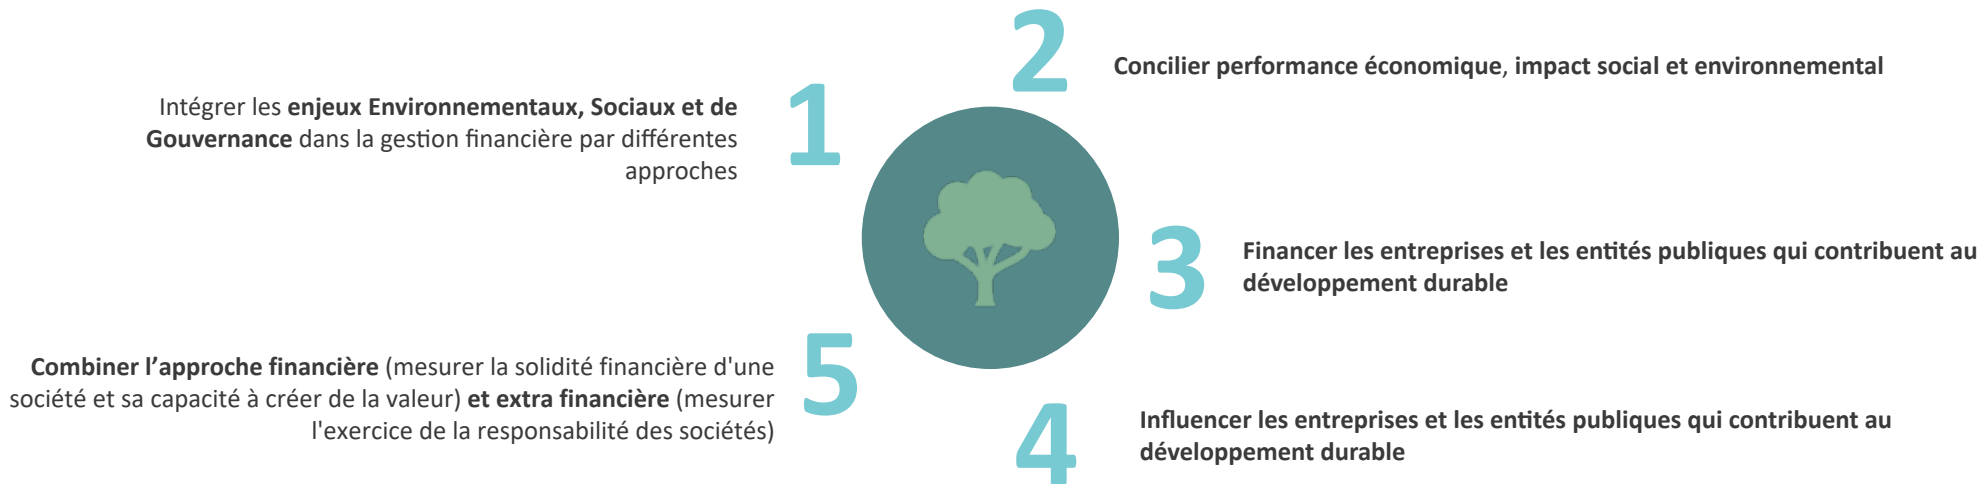 1
Intégrer les enjeux Environnementaux, Sociaux et de
Gouvernance dans la gestion financière par différentes
approches
2
Concilier performance économique, impact social et environnemental
3
Financer les entreprises et les entités publiques qui contribuent au
développement durable
4
Influencer les entreprises et les entités publiques qui contribuent au
développement durable
5
Combiner l’approche financière (mesurer la solidité financière d'une
société et sa capacité à créer de la valeur) et extra financière (mesurer
l'exercice de la responsabilité des sociétés)